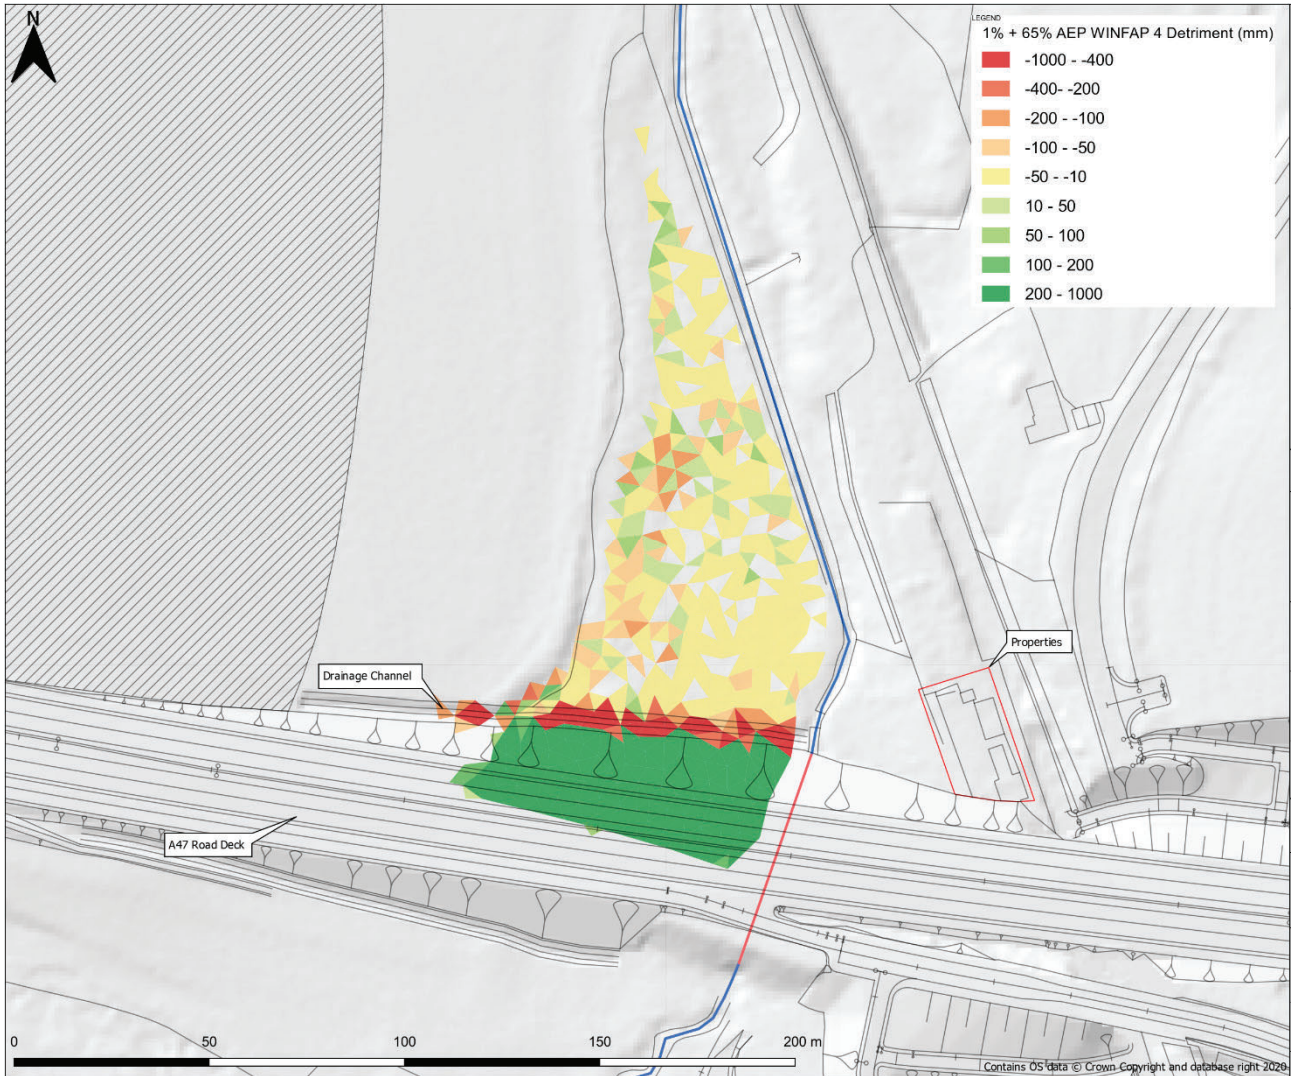 N
LEGEND
1% + 65% AEP WINFAP 4 Detriment (mm)
-1000 - -400
-400- -200
-200 - -100
-100 - -50
-50 - -10
10 - 50
50 - 100
100 - 200
200 - 1000
Properties
Drainage Channel
A47 Road Deck
0 50 100 150 200 m
Contains OS data © Crown Copyright and database right 2020